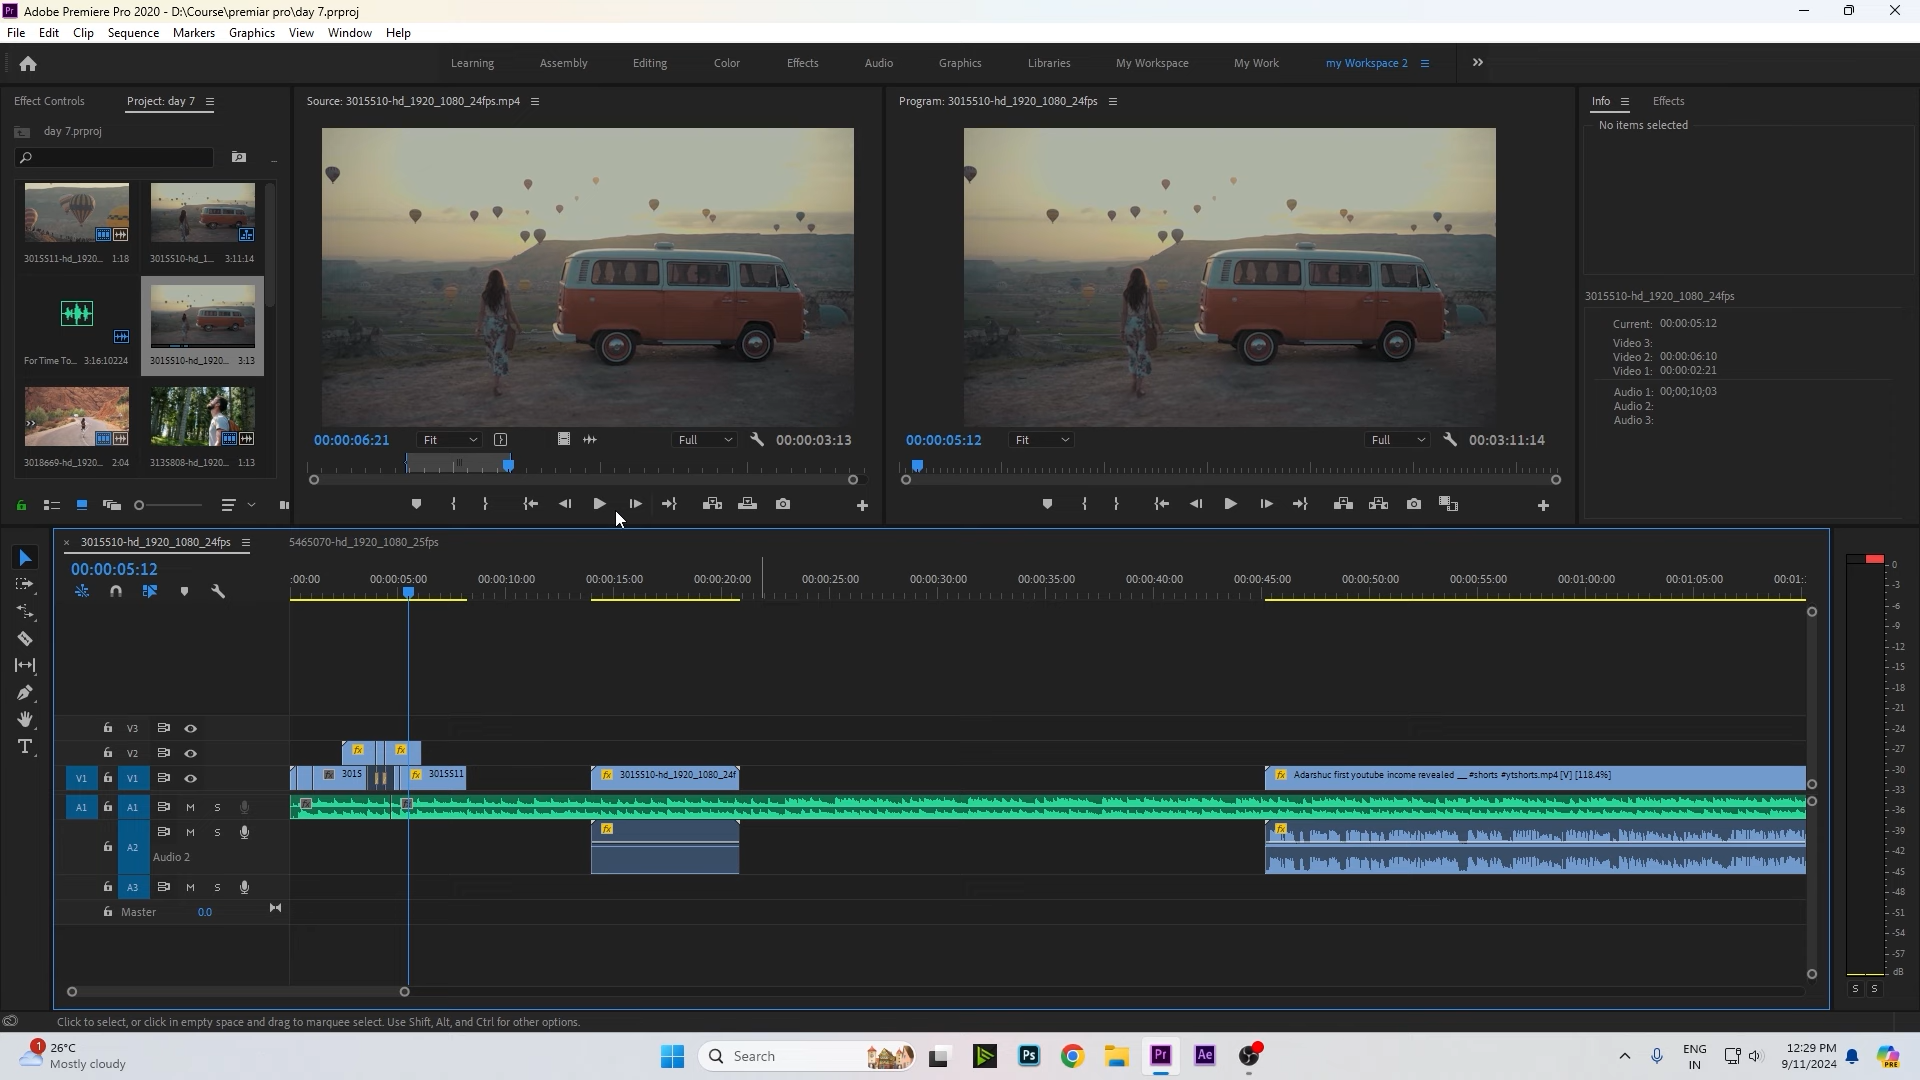 Adobe Premiere Pro 2020 - D:\Course\premiar pro\day 7.prproj
File Edit Clip Sequence Markers Graphics View Window Help
Learning Assembly Editing Color Effects Audio Graphics Libraries My Workspace My Work my Workspace 2
Effect Controls Project: day 7 Source: 3015510-hd_1920_1080_24fps.mp4 Program: 3015510-hd_1920_1080_24fps Info Effects
No items selected
day 7.prproj
3015511-hd_1920... 1:18 3015510-hd_1... 3:11:14
3015510-hd_1920_1080_24fps
Current: 00:00:05:12
Video 3:
Video 2: 00:00:06:10
Video 1: 00:00:02:21
Audio 1: 00;00;10;03
Audio 2:
Audio 3:
For Time To... 3:16:10224 3015510-hd_1920... 3:13
00:00:06:21 Fit Full 00:00:03:13 00:00:05:12 Fit Full 00:03:11:14
3018669-hd_1920... 2:04 3135808-hd_1920... 1:13
3015510-hd_1920_1080_24fps 5465070-hd_1920_1080_25fps
00:00:05:12
:00:00 00:00:05:00 00:00:10:00 00:00:15:00 00:00:20:00 00:00:25:00 00:00:30:00 00:00:35:00 00:00:40:00 00:00:45:00 00:00:50:00 00:00:55:00 00:01:00:00 00:01:05:00 00:01:
V3
V2 fx fx
V1 V1 3015 fx 3015511 fx 3015510-hd_1920_1080_24f fx Adarshuc first youtube income revealed __ #shorts #ytshorts.mp4 [V] [118.4%]
A1 A1 M S
A2 M S fx fx
Audio 2
A3 M S
Master 0.0
0
-3
-6
-9
-12
-15
-18
-21
-24
-27
-30
-33
-36
-39
-42
-45
-48
-51
-54
-57
dB
S S
Click to select, or click in empty space and drag to marquee select. Use Shift, Alt, and Ctrl for other options.
1 26°C
Mostly cloudy
Search
Ps Pr Ae
ENG
IN
12:29 PM
9/11/2024
PRE